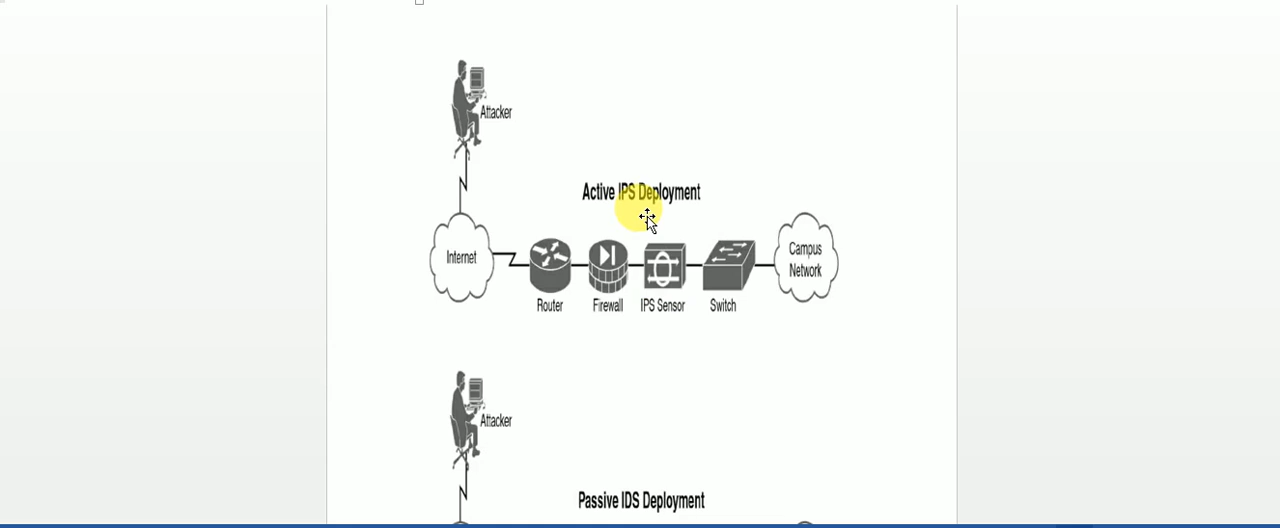 Attacker
Active IPS Deployment
Internet
Campus
Network
Router
Firewall
IPS Sensor
Switch
Attacker
Passive IDS Deployment